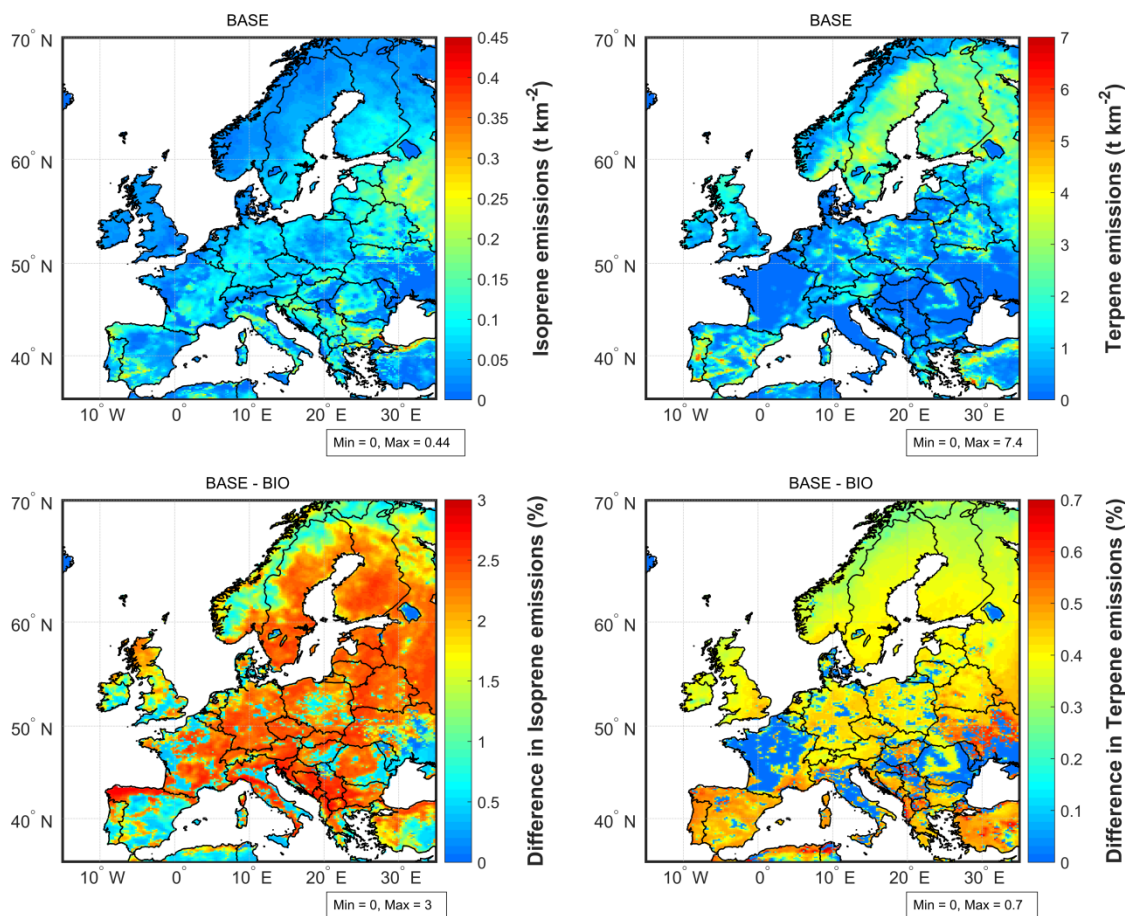 BASE
70° N
60° N
50° N
40° N
10° W
0°
10° E
20° E
30° E
0.45
0.4
0.35
0.3
0.25
0.2
0.15
0.1
0.05
0
Isoprene emissions (t km-2)
Min = 0, Max = 0.44
BASE
70° N
60° N
50° N
40° N
10° W
0°
10° E
20° E
30° E
7
6
5
4
3
2
1
0
Terpene emissions (t km-2)
Min = 0, Max = 7.4
BASE - BIO
70° N
60° N
50° N
40° N
10° W
0°
10° E
20° E
30° E
3
2.5
2
1.5
1
0.5
0
Difference in Isoprene emissions (%)
Min = 0, Max = 3
BASE - BIO
70° N
60° N
50° N
40° N
10° W
0°
10° E
20° E
30° E
0.7
0.6
0.5
0.4
0.3
0.2
0.1
0
Difference in Terpene emissions (%)
Min = 0, Max = 0.7